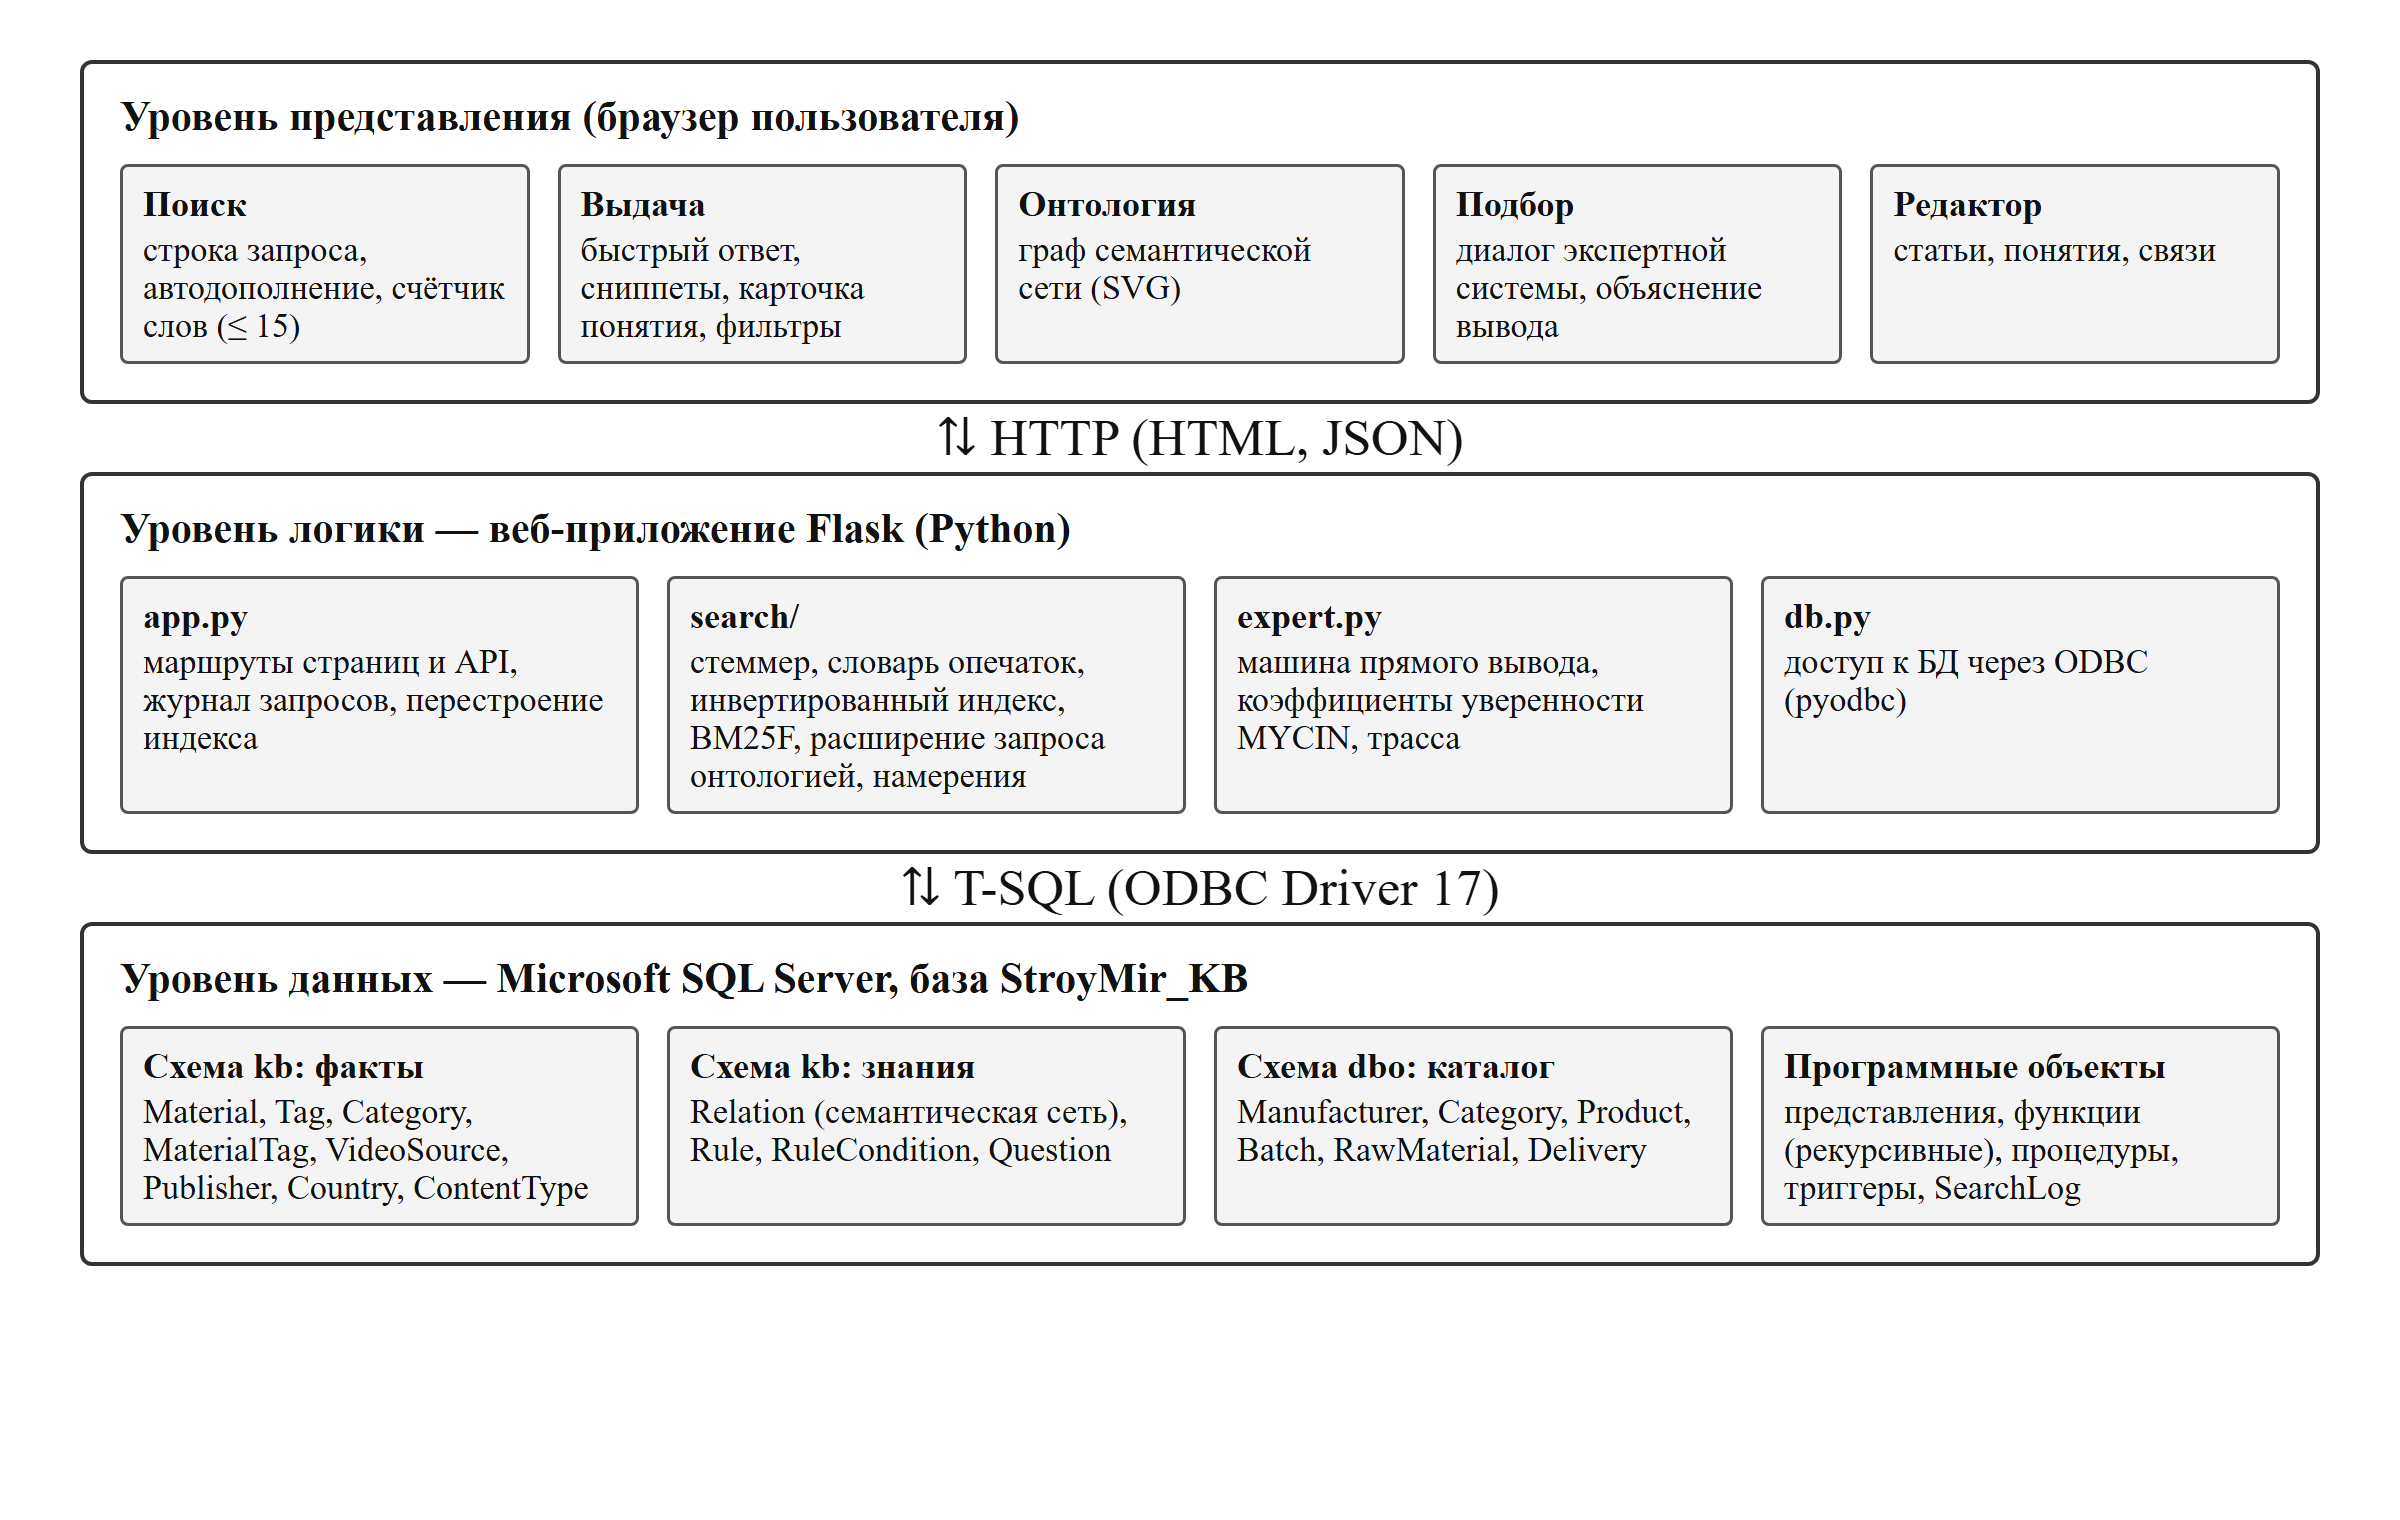 Уровень представления (браузер пользователя)
Поиск
строка запроса,
автодополнение, счётчик
слов (≤ 15)
Выдача
быстрый ответ,
сниппеты, карточка
понятия, фильтры
Онтология
граф семантической
сети (SVG)
Подбор
диалог экспертной
системы, объяснение
вывода
Редактор
статьи, понятия, связи
⇅ HTTP (HTML, JSON)
Уровень логики — веб-приложение Flask (Python)
app.py
маршруты страниц и API,
журнал запросов, перестроение
индекса
search/
стеммер, словарь опечаток,
инвертированный индекс,
BM25F, расширение запроса
онтологией, намерения
expert.py
машина прямого вывода,
коэффициенты уверенности
MYCIN, трасса
db.py
доступ к БД через ODBC
(pyodbc)
⇅ T-SQL (ODBC Driver 17)
Уровень данных — Microsoft SQL Server, база StroyMir_KB
Схема kb: факты
Material, Tag, Category,
MaterialTag, VideoSource,
Publisher, Country, ContentType
Схема kb: знания
Relation (семантическая сеть),
Rule, RuleCondition, Question
Схема dbo: каталог
Manufacturer, Category, Product,
Batch, RawMaterial, Delivery
Программные объекты
представления, функции
(рекурсивные), процедуры,
триггеры, SearchLog